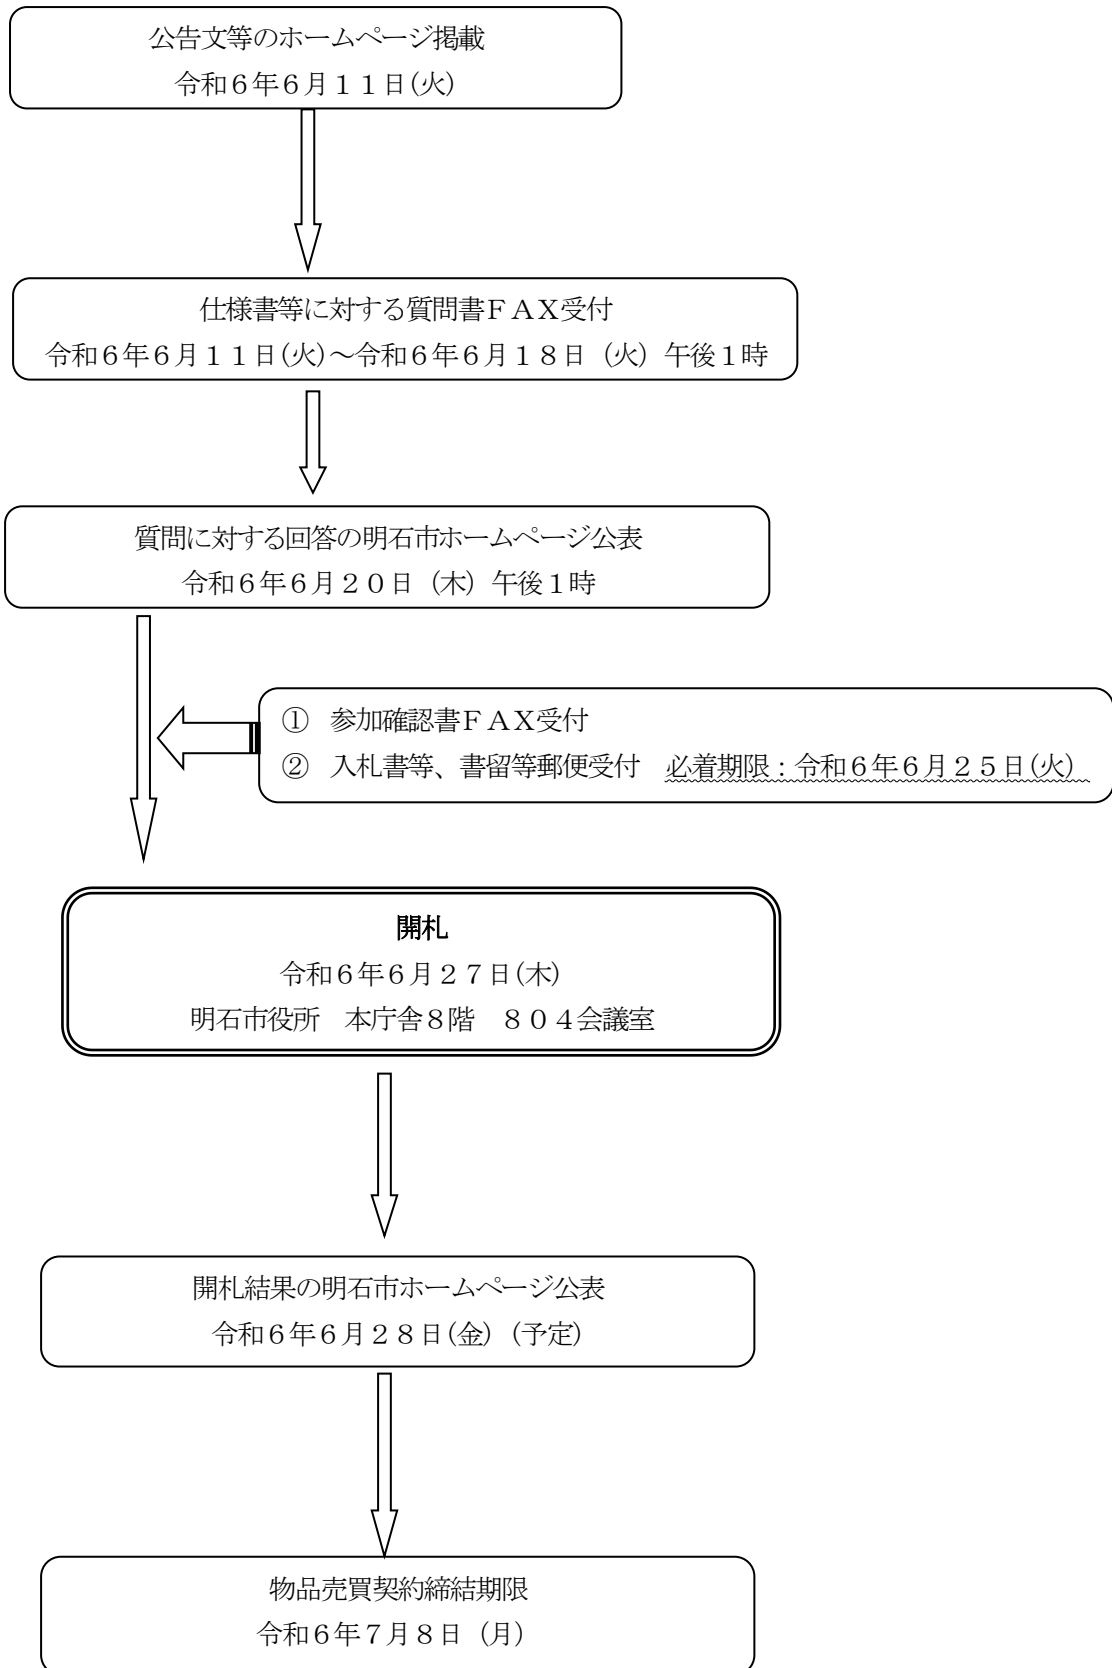 公告文等のホームページ掲載
令和６年６月１１日(火)
仕様書等に対する質問書ＦＡＸ受付
令和６年６月１１日(火)～令和６年６月１８日（火）午後１時
質問に対する回答の明石市ホームページ公表
令和６年６月２０日（木）午後１時
①　参加確認書ＦＡＸ受付
②　入札書等、書留等郵便受付　必着期限：令和６年６月２５日(火)
開札
令和６年６月２７日(木)
明石市役所　本庁舎８階　８０４会議室
開札結果の明石市ホームページ公表
令和６年６月２８日(金)（予定）
物品売買契約締結期限
令和６年７月８日（月）